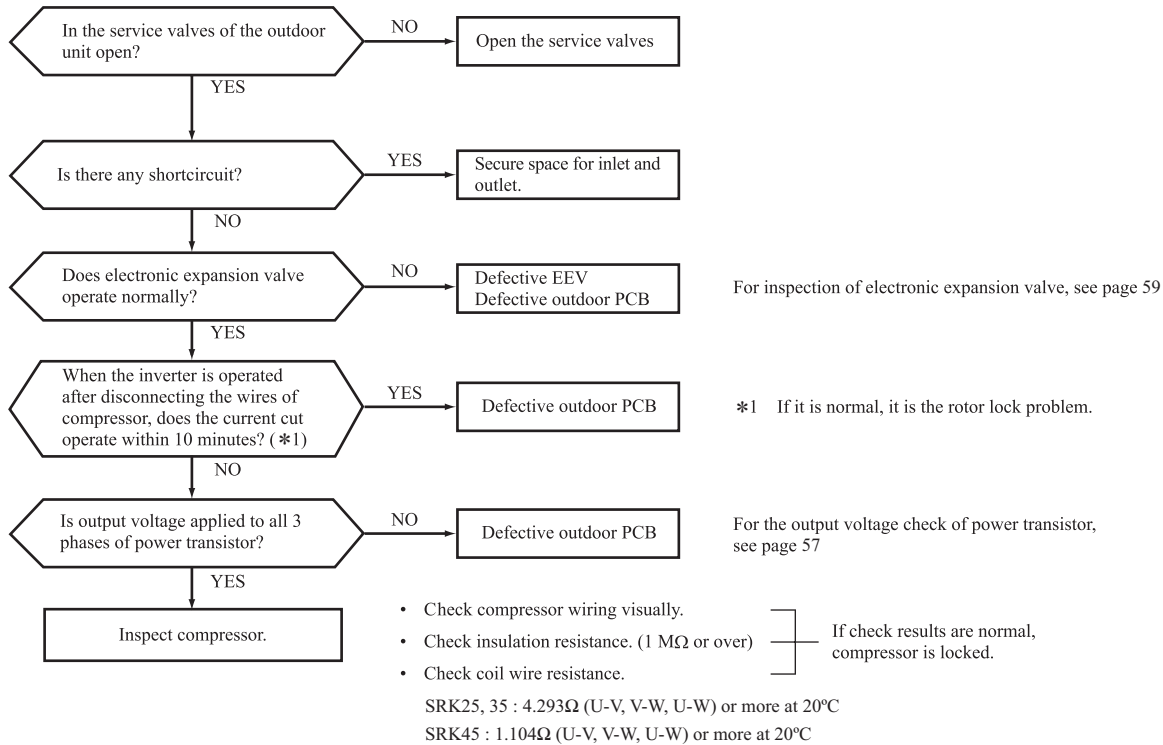 In the service valves of the outdoor
unit open?
NO
Open the service valves
YES
Is there any shortcircuit?
YES
Secure space for inlet and
outlet.
NO
Does electronic expansion valve
operate normally?
NO
Defective EEV
Defective outdoor PCB
For inspection of electronic expansion valve, see page 59
YES
When the inverter is operated
after disconnecting the wires of
compressor, does the current cut
operate within 10 minutes? (∗1)
YES
Defective outdoor PCB
∗1 If it is normal, it is the rotor lock problem.
NO
Is output voltage applied to all 3
phases of power transistor?
NO
Defective outdoor PCB
For the output voltage check of power transistor,
see page 57
YES
Inspect compressor.
• Check compressor wiring visually.
• Check insulation resistance. (1 MΩ or over)
• Check coil wire resistance.
If check results are normal,
compressor is locked.
SRK25, 35 : 4.293Ω (U-V, V-W, U-W) or more at 20ºC
SRK45 : 1.104Ω (U-V, V-W, U-W) or more at 20ºC